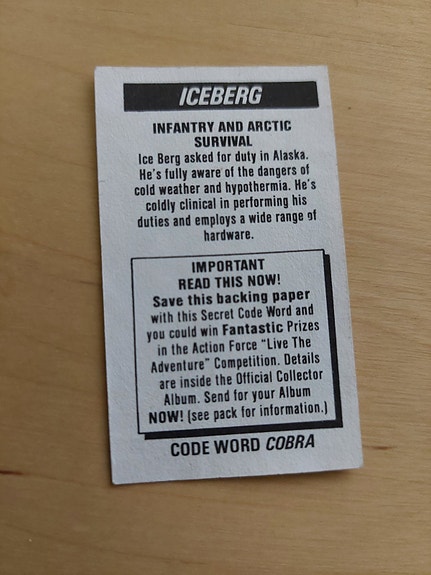 ICEBERG
INFANTRY AND ARCTIC
SURVIVAL
Ice Berg asked for duty in Alaska.
He's fully aware of the dangers of
cold weather and hypothermia. He's
coldly clinical in performing his
duties and employs a wide range of
hardware.
IMPORTANT
READ THIS NOW!
Save this backing paper
with this Secret Code Word and
you could win Fantastic Prizes
in the Action Force "Live The
Adventure" Competition. Details
are inside the Official Collector
Album. Send for your Album
NOW! (see pack for information.)
CODE WORD COBRA